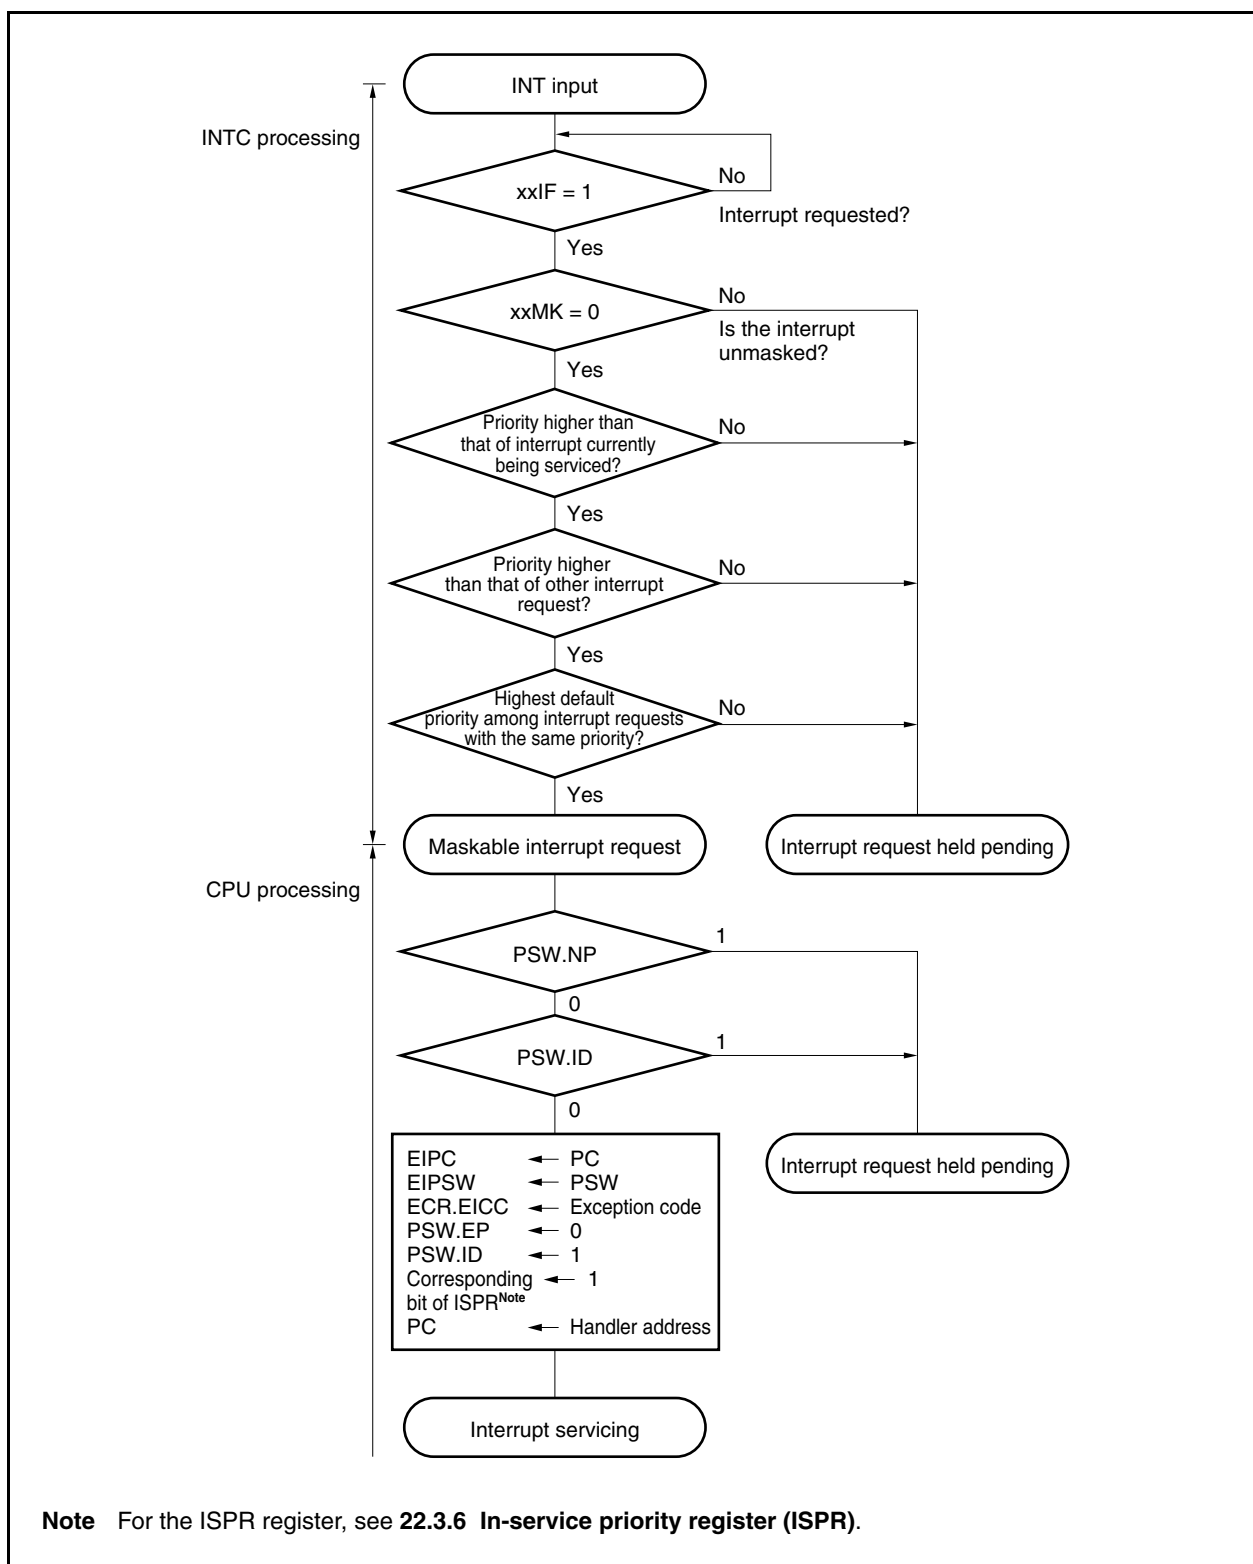 INT input
INTC processing
xxIF = 1
No
Interrupt requested?
Yes
xxMK = 0
No
Is the interrupt
unmasked?
Yes
Priority higher than
that of interrupt currently
being serviced?
No
Yes
Priority higher
than that of other interrupt
request?
No
Yes
Highest default
priority among interrupt requests
with the same priority?
No
Yes
Maskable interrupt request
Interrupt request held pending
CPU processing
PSW.NP
1
0
PSW.ID
1
0
Interrupt request held pending
EIPC ← PC
EIPSW ← PSW
ECR.EICC ← Exception code
PSW.EP ← 0
PSW.ID ← 1
Corresponding ← 1
bit of ISPRNote
PC ← Handler address
Interrupt servicing
Note For the ISPR register, see 22.3.6 In-service priority register (ISPR).